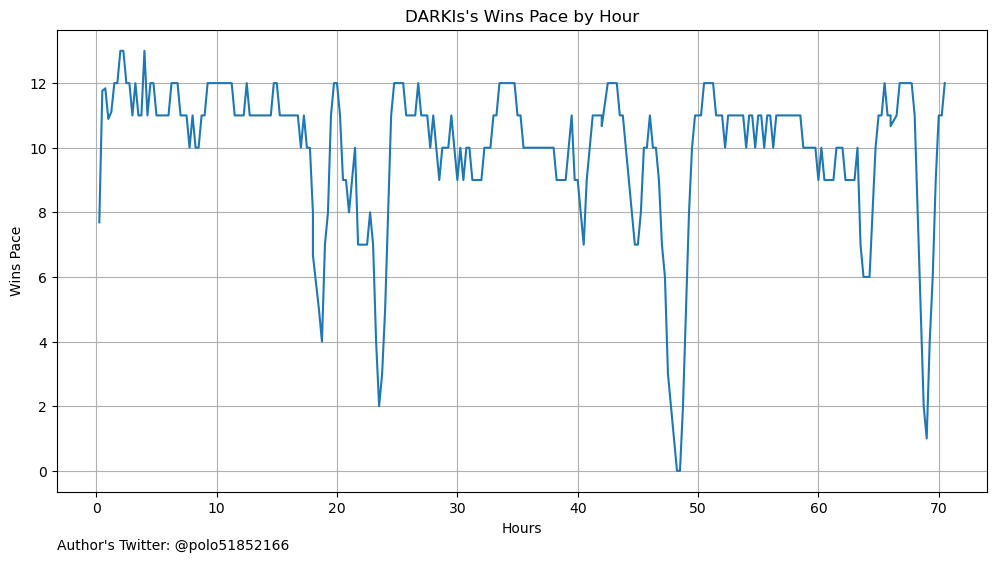 DARKIs's Wins Pace by Hour
Wins Pace
12
10
8
6
4
2
0
0 10 20 30 40 50 60 70
Hours
Author's Twitter: @polo51852166